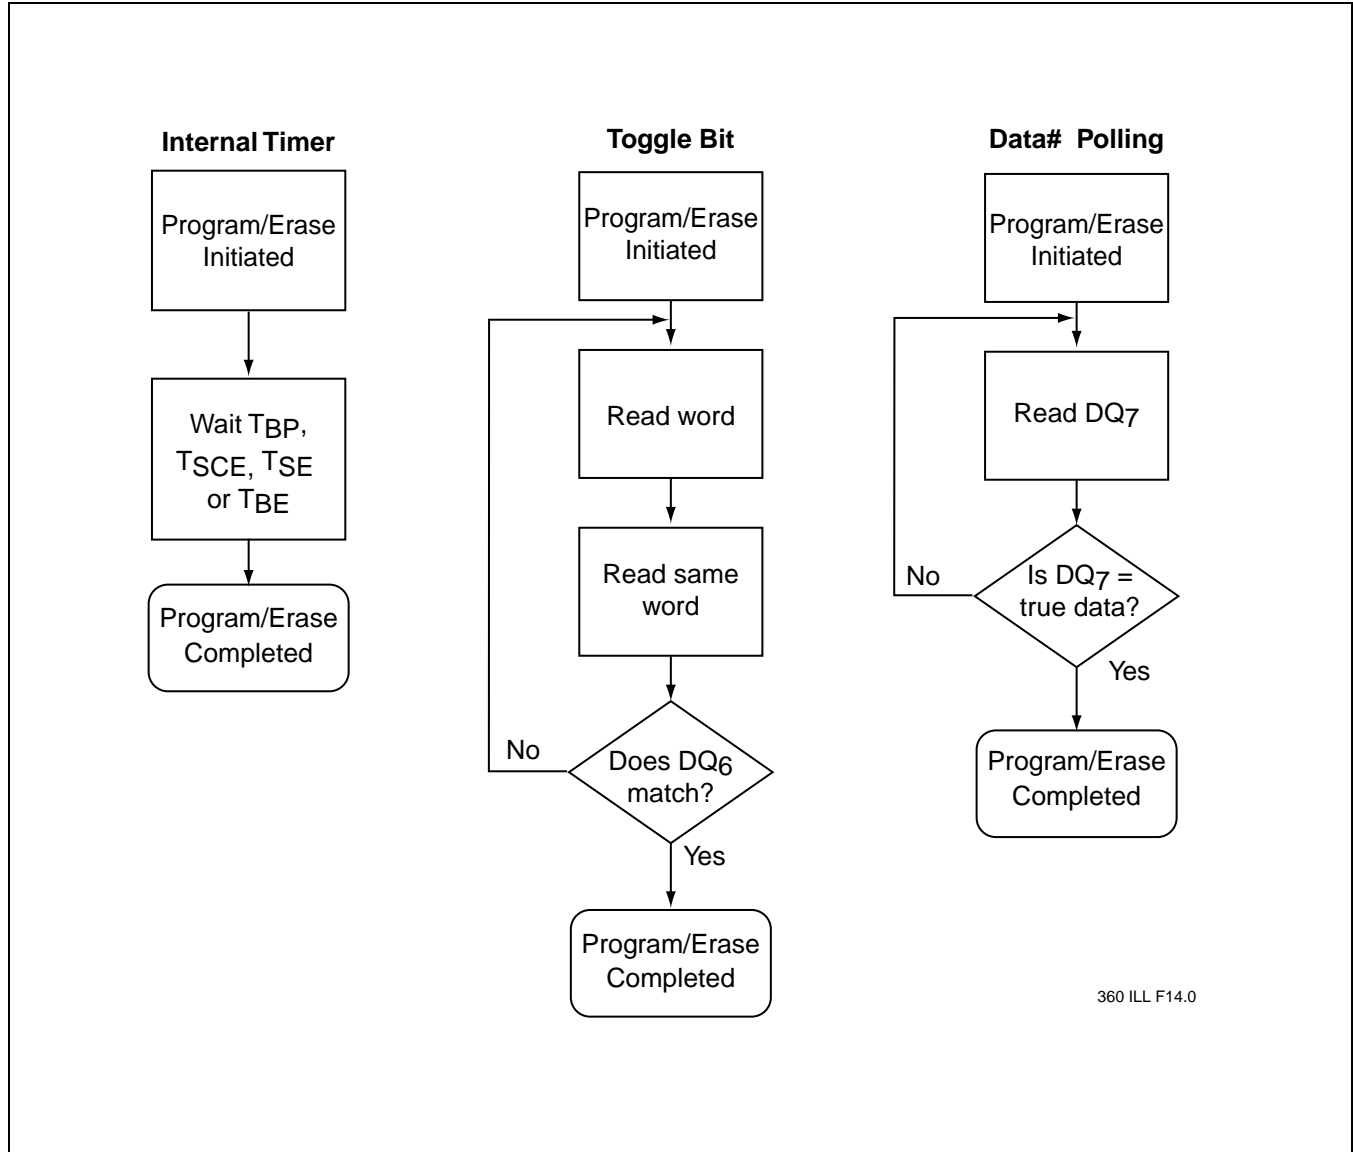 Internal Timer
Program/Erase
Initiated
Wait TBP,
TSCE, TSE
or TBE
Program/Erase
Completed
Toggle Bit
Program/Erase
Initiated
Read word
Read same
word
Does DQ6
match?
No
Yes
Program/Erase
Completed
Data# Polling
Program/Erase
Initiated
Read DQ7
Is DQ7 =
true data?
No
Yes
Program/Erase
Completed
360 ILL F14.0